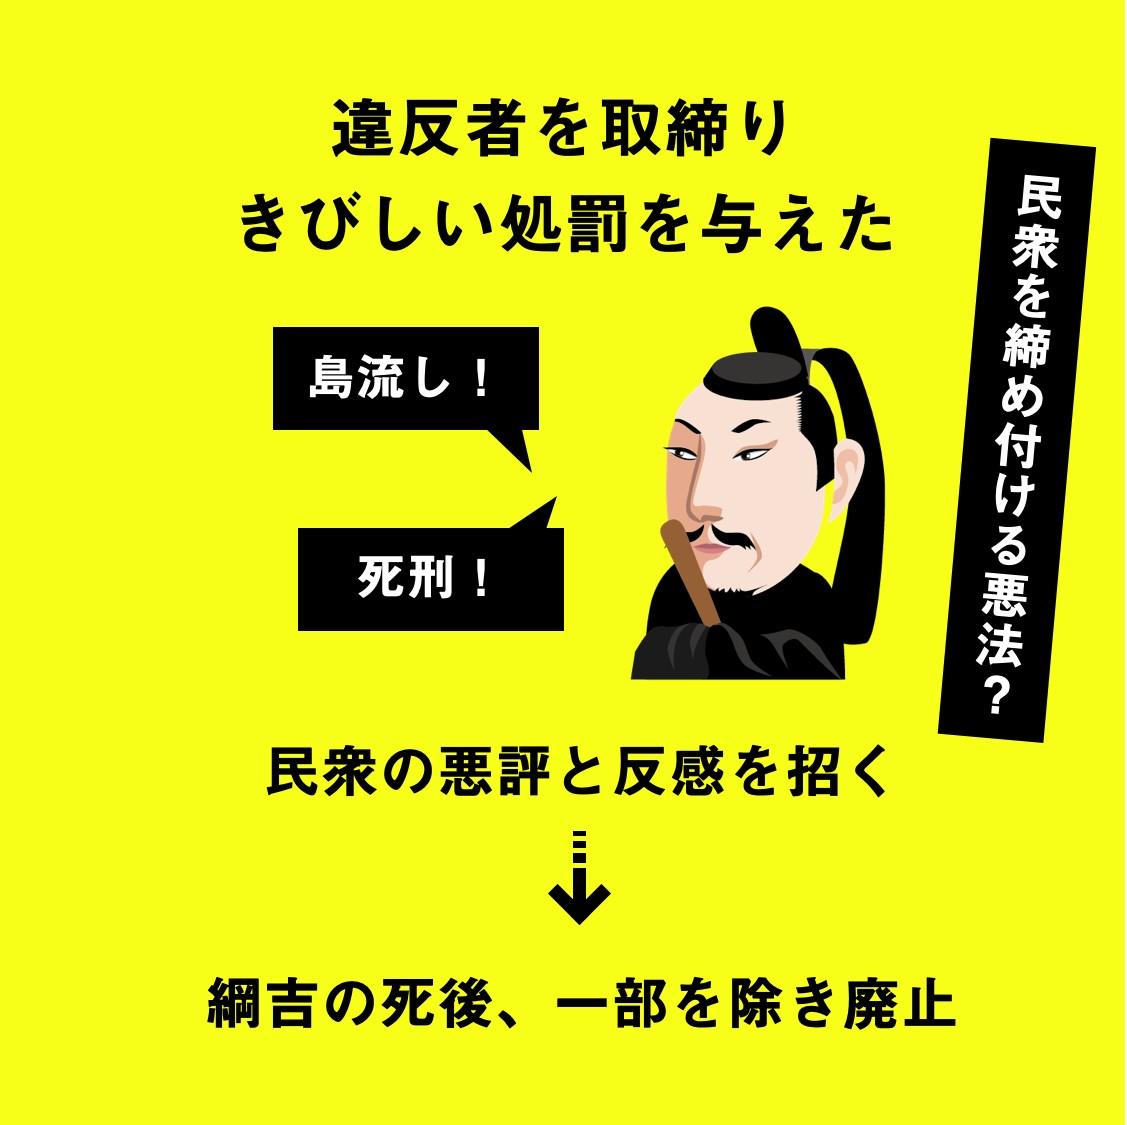 違反者を取締り
きびしい処罰を与えた
民衆を締め付ける悪法?
島流し！
死刑！
民衆の悪評と反感を招く
綱吉の死後、一部を除き廃止